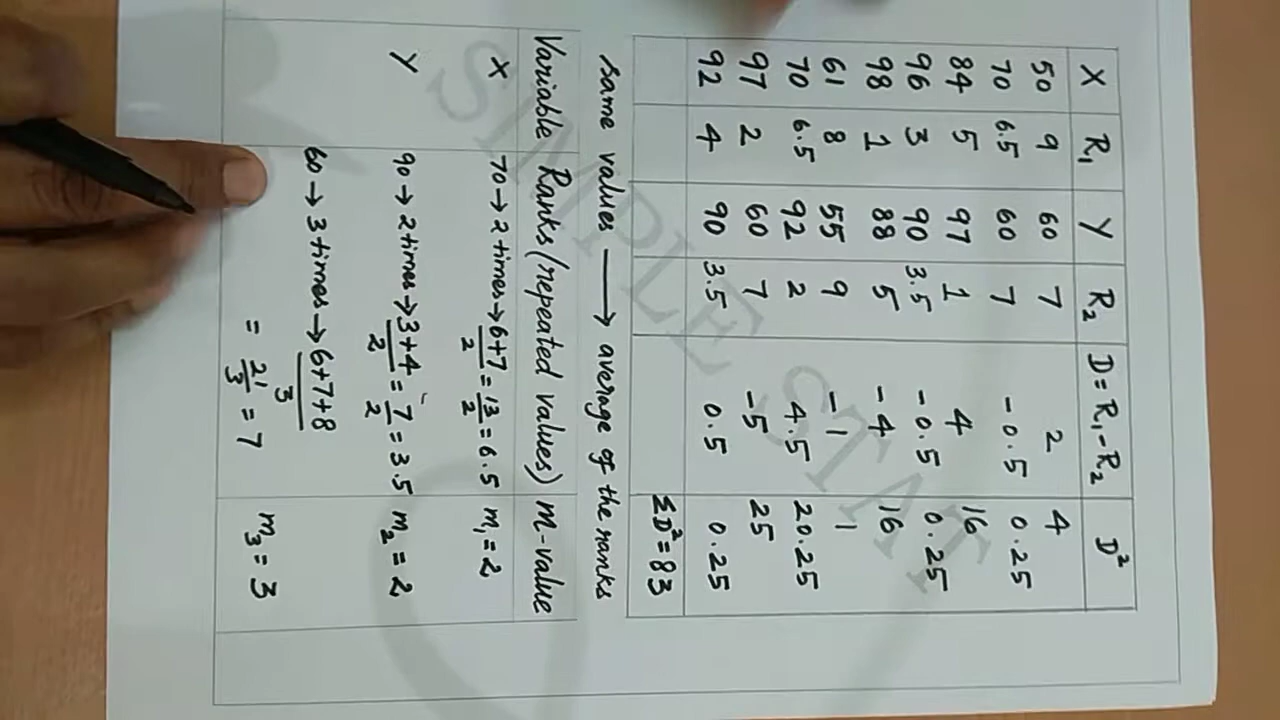 X R₁ Y R₂ D=R₁-R₂ D²
50 9 60 7 2 4
70 6.5 60 7 -0.5 0.25
84 5 97 1 4 16
96 3 90 3.5 -0.5 0.25
98 1 88 5 -4 16
61 8 55 9 -1 1
70 6.5 92 2 4.5 20.25
97 2 60 7 -5 25
92 4 90 3.5 0.5 0.25
ΣD²=83
same values → average of the ranks
Variable Ranks (repeated values) m-value
X 70→2times→6+7/2=13/2=6.5 m₁=2
Y 90→2times→3+4/2=7/2=3.5 m₂=2
60→3times→6+7+8/3
=21/3=7 m₃=3
SIMPLE STAT